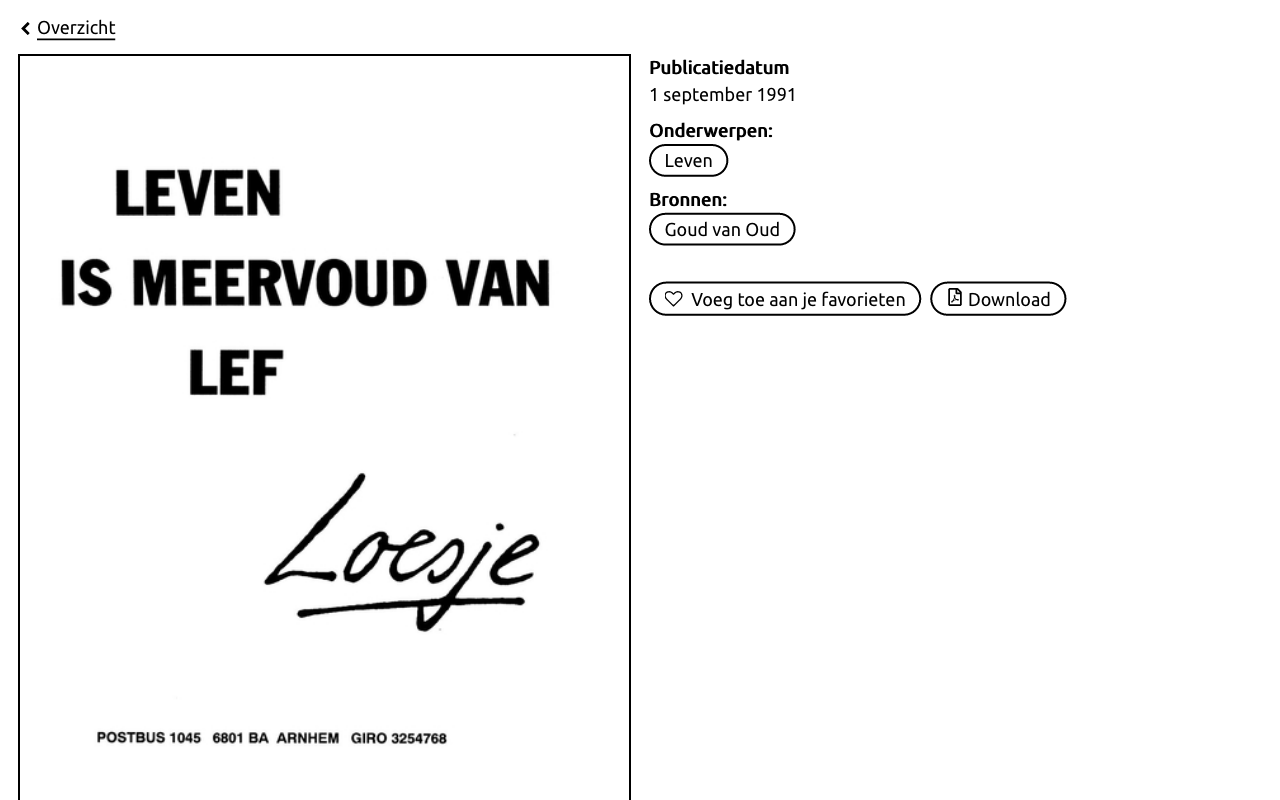 Overzicht
LEVEN
IS MEERVOUD VAN
LEF
Loesje
POSTBUS 1045 6801 BA ARNHEM GIRO 3254768
Publicatiedatum
1 september 1991
Onderwerpen:
Leven
Bronnen:
Goud van Oud
Voeg toe aan je favorieten
Download